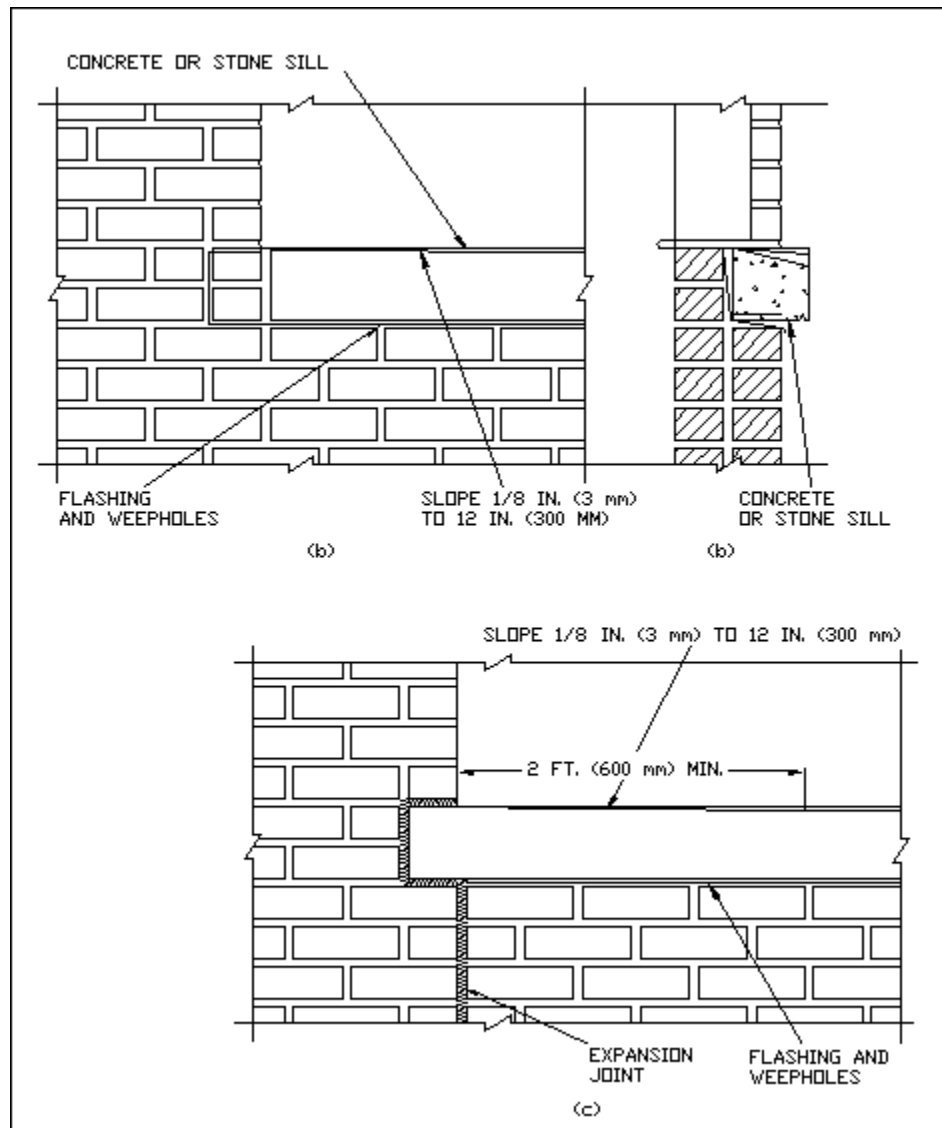 CONCRETE OR STONE SILL
FLASHING
AND WEEPHOLES
SLOPE 1/8 IN. (3 mm)
TO 12 IN. (300 MM)
CONCRETE
OR STONE SILL
(b)
(b)
SLOPE 1/8 IN. (3 mm) TO 12 IN. (300 mm)
2 FT. (600 mm) MIN.
EXPANSION
JOINT
FLASHING AND
WEEPHOLES
(c)